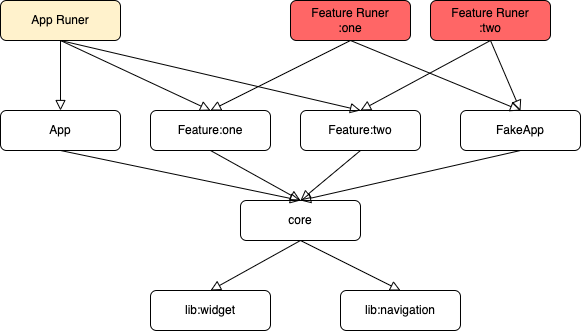 App Runer
Feature Runer
:one
Feature Runer
:two
App
Feature:one
Feature:two
FakeApp
core
lib:widget
lib:navigation